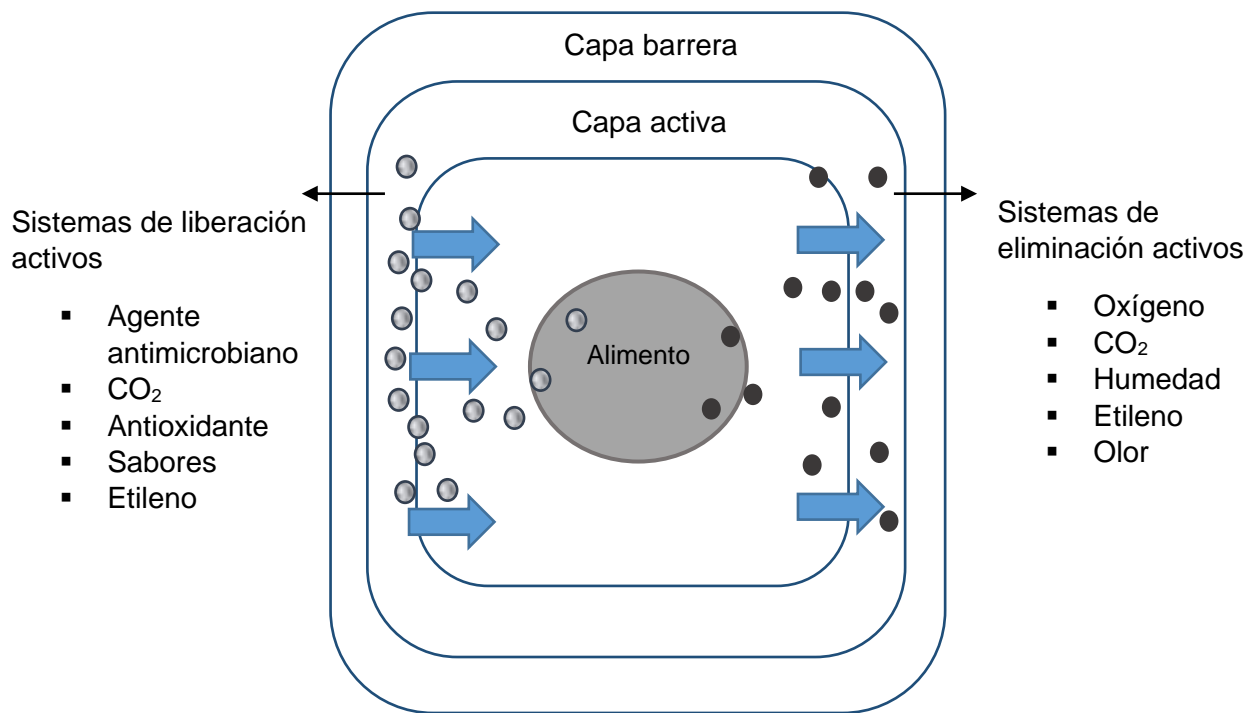 Capa barrera
Capa activa
Sistemas de liberación
activos
▪ Agente
antimicrobiano
▪ CO₂
▪ Antioxidante
▪ Sabores
▪ Etileno
Alimento
Sistemas de
eliminación activos
▪ Oxígeno
▪ CO₂
▪ Humedad
▪ Etileno
▪ Olor